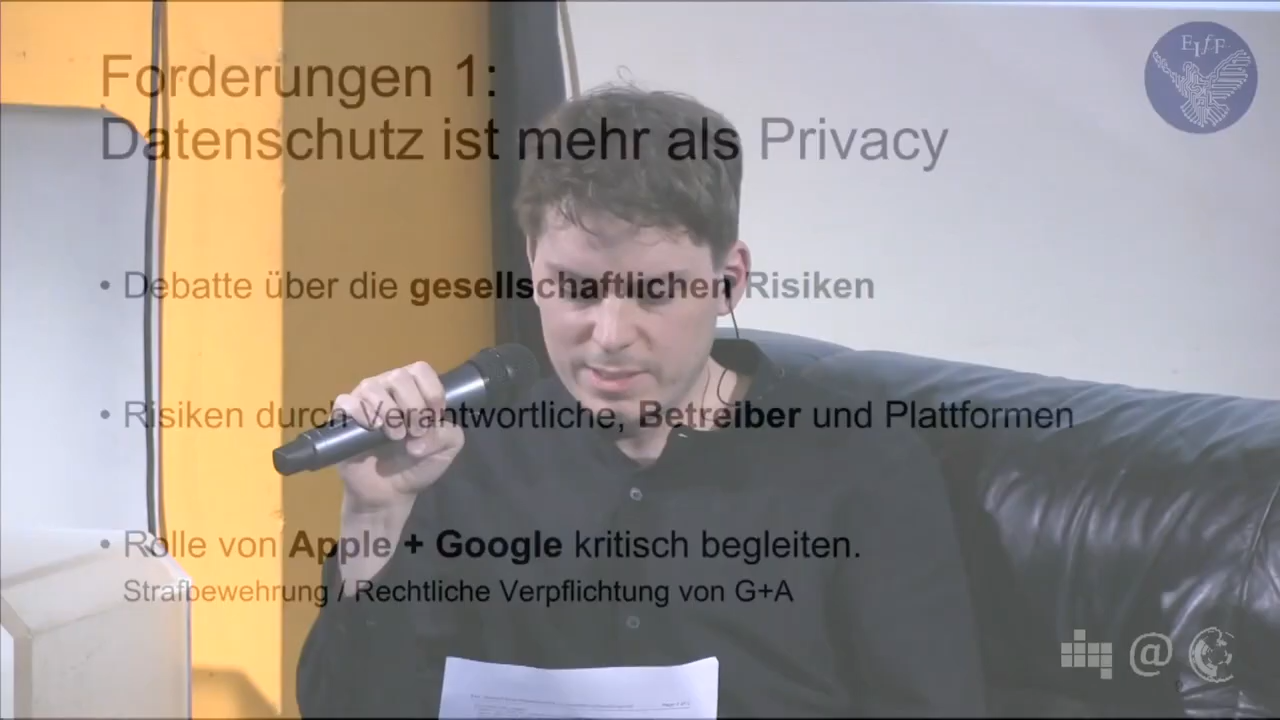 FIfF
Forderungen 1:
Datenschutz ist mehr als Privacy
• Debatte über die gesellschaftlichen Risiken
• Risiken durch Verantwortliche, Betreiber und Plattformen
• Rolle von Apple + Google kritisch begleiten.
Strafbewehrung / Rechtliche Verpflichtung von G+A
@